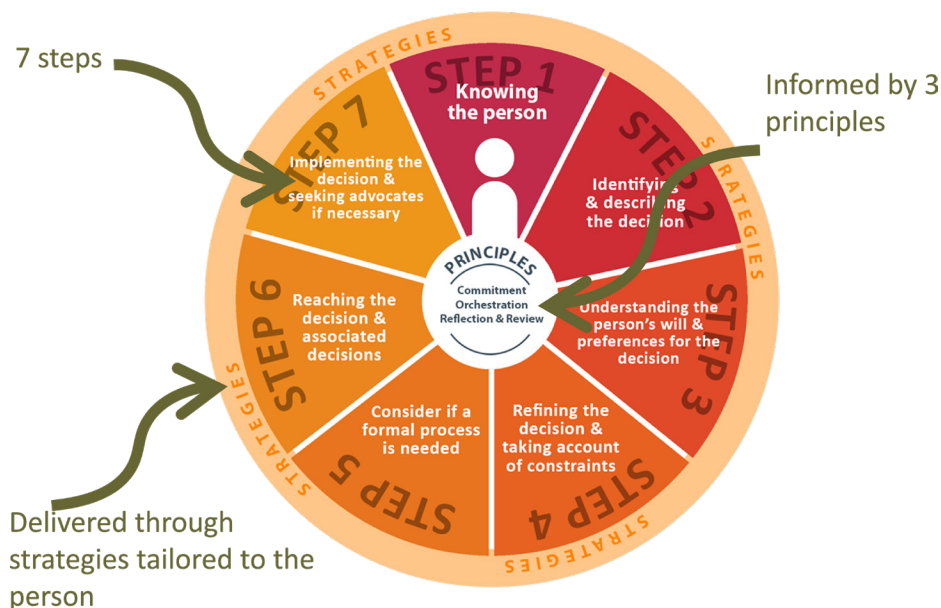 7 steps
Informed by 3
principles
Delivered through
strategies tailored to the
person
STRATEGIES
STRATEGIES
STRATEGIES
STRATEGIES
STEP 1
Knowing
the person
STEP 2
Identifying
& describing
the decision
STEP 3
Understanding the
person's will &
preferences for the
decision
STEP 4
Refining the
decision &
taking account
of constraints
STEP 5
Consider if a
formal process
is needed
STEP 6
Reaching the
decision &
associated
decisions
STEP 7
Implementing the
decision &
seeking advocates
if necessary
PRINCIPLES
Commitment
Orchestration
Reflection & Review